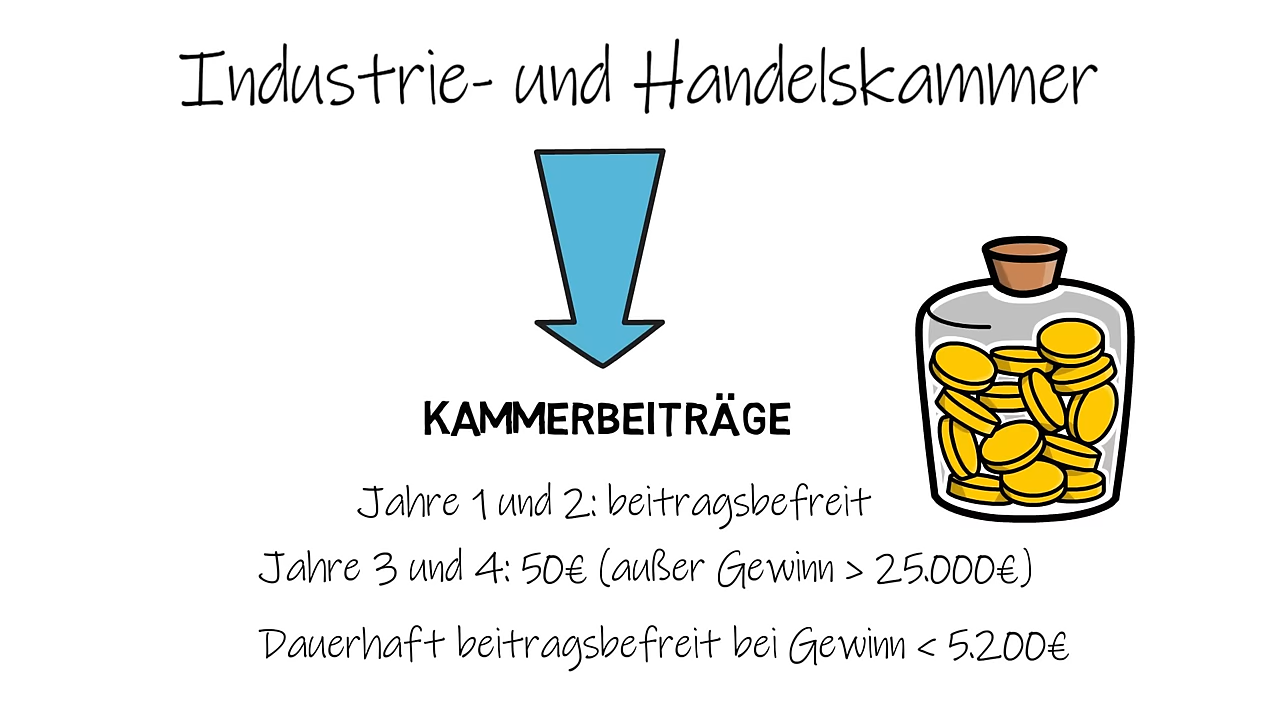 Industrie- und Handelskammer
KAMMERBEITRÄGE
Jahre 1 und 2: beitragsbefreit
Jahre 3 und 4: 50€ (außer Gewinn > 25.000€)
Dauerhaft beitragsbefreit bei Gewinn < 5.200€